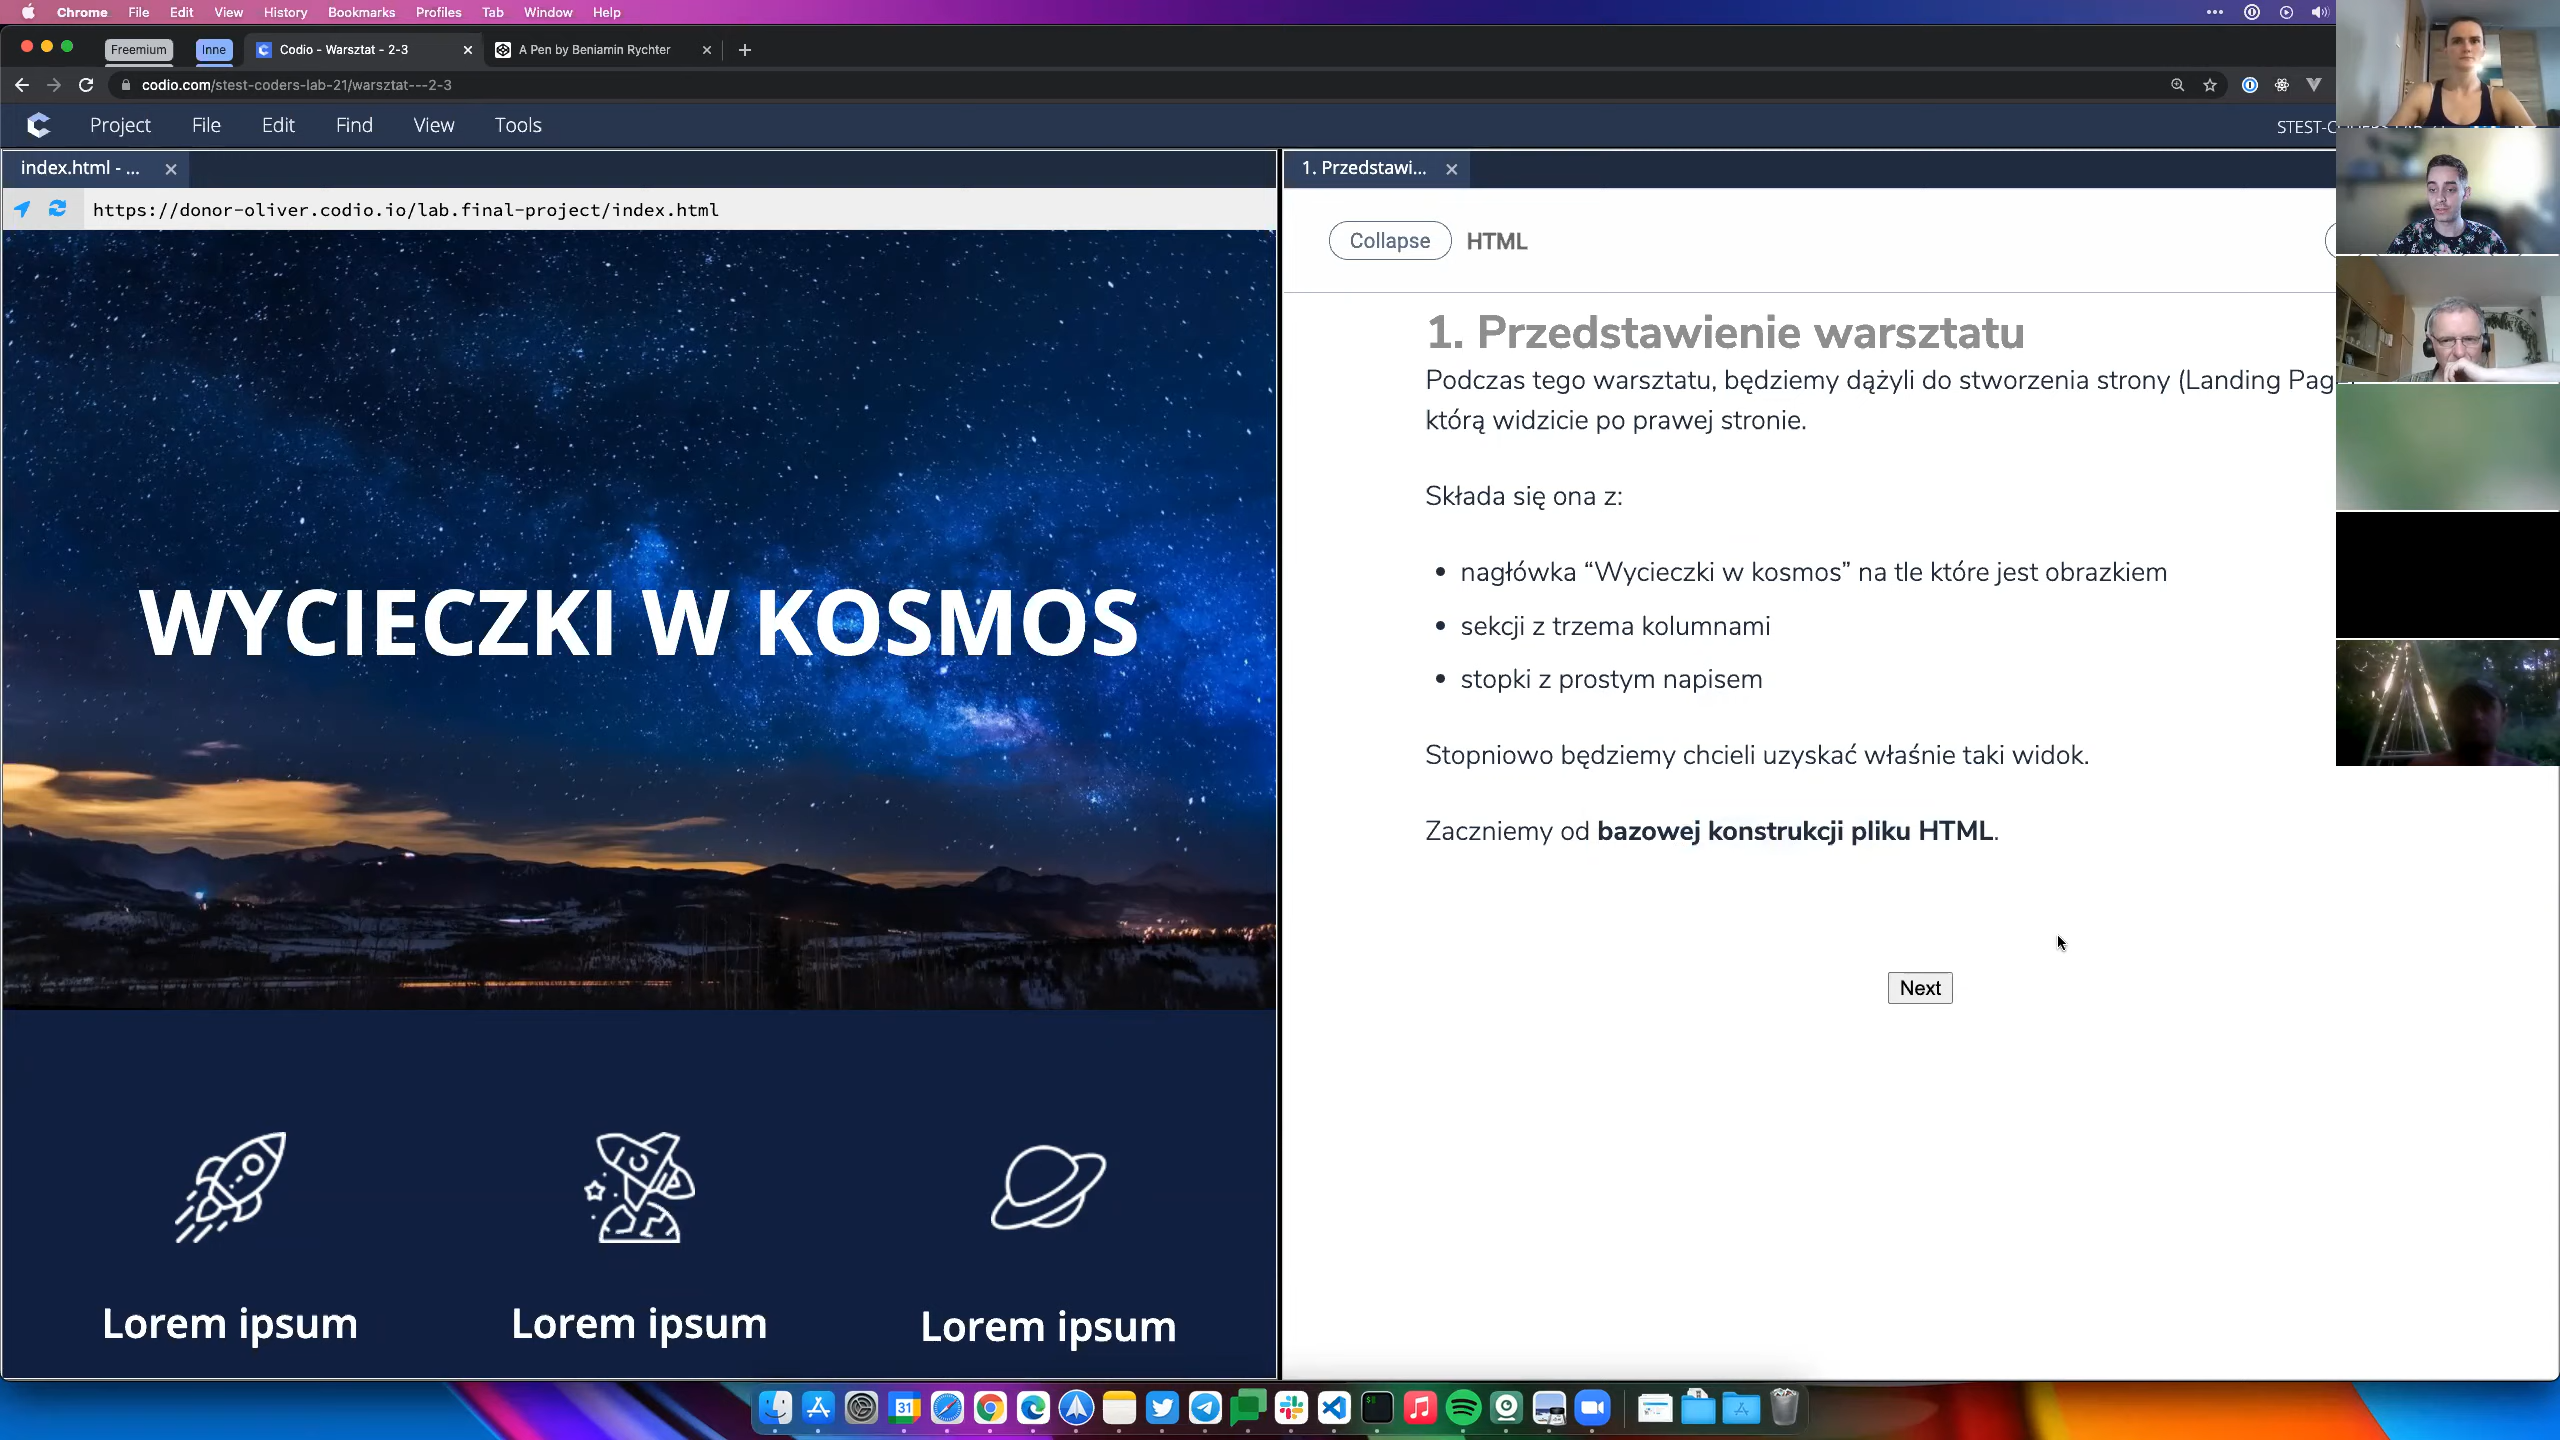 Chrome File Edit View History Bookmarks Profiles Tab Window Help
Freemium Inne Codio - Warsztat - 2-3 A Pen by Beniamin Rychter
codio.com/stest-coders-lab-21/warsztat---2-3
Project File Edit Find View Tools
index.html - ...
https://donor-oliver.codio.io/lab.final-project/index.html
WYCIECZKI W KOSMOS
Lorem ipsum
Lorem ipsum
Lorem ipsum
1. Przedstawi...
Collapse HTML
1. Przedstawienie warsztatu
Podczas tego warsztatu, będziemy dążyli do stworzenia strony (Landing Pag
którą widzicie po prawej stronie.
Składa się ona z:
• nagłówka “Wycieczki w kosmos” na tle które jest obrazkiem
• sekcji z trzema kolumnami
• stopki z prostym napisem
Stopniowo będziemy chcieli uzyskać właśnie taki widok.
Zaczniemy od bazowej konstrukcji pliku HTML.
Next
31